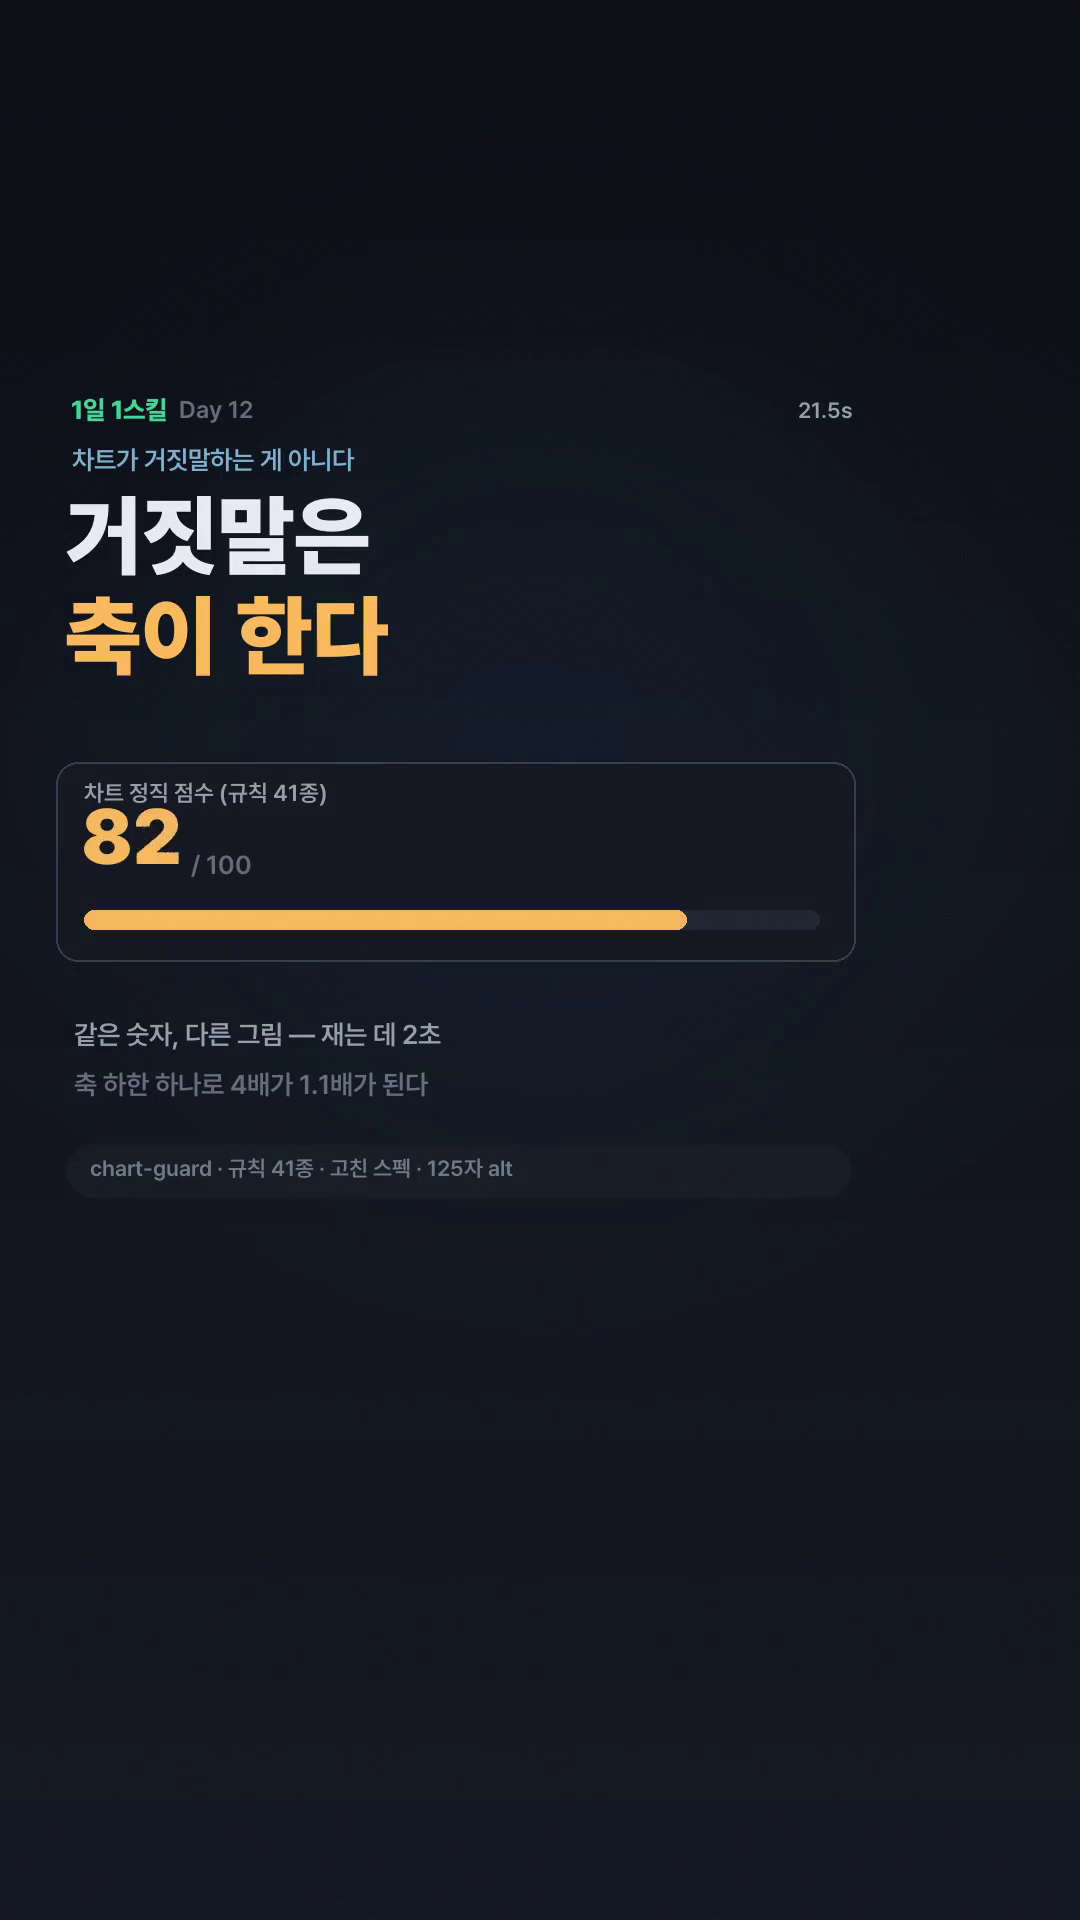 1일 1스킬 Day 12 21.5s
차트가 거짓말하는 게 아니다
거짓말은
축이 한다
차트 정직 점수 (규칙 41종)
82 / 100
같은 숫자, 다른 그림 — 재는 데 2초
축 하한 하나로 4배가 1.1배가 된다
chart-guard · 규칙 41종 · 고친 스펙 · 125자 alt